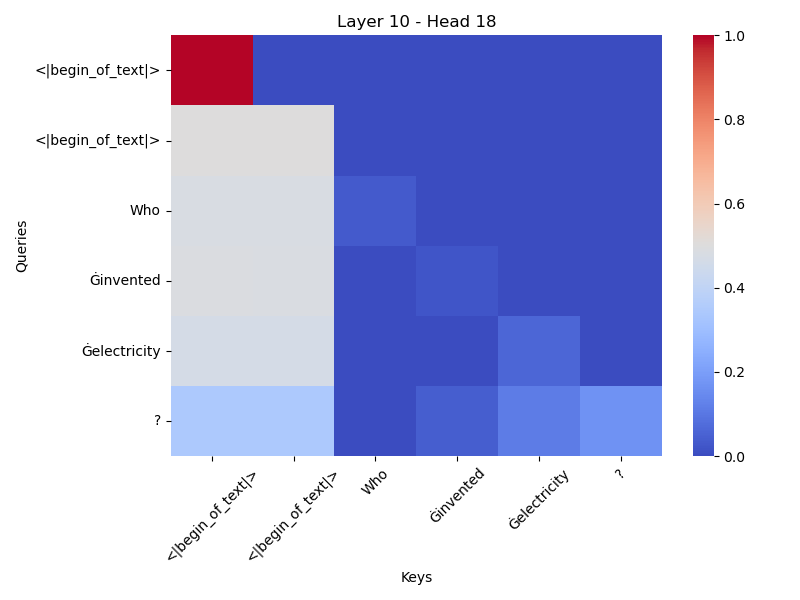 Layer 10 - Head 18
<|begin_of_text|>
<|begin_of_text|>
Who
Ġinvented
Ġelectricity
?
Queries
<|begin_of_text|>
<|begin_of_text|>
Who
Ġinvented
Ġelectricity
?
Keys
1.0
0.8
0.6
0.4
0.2
0.0